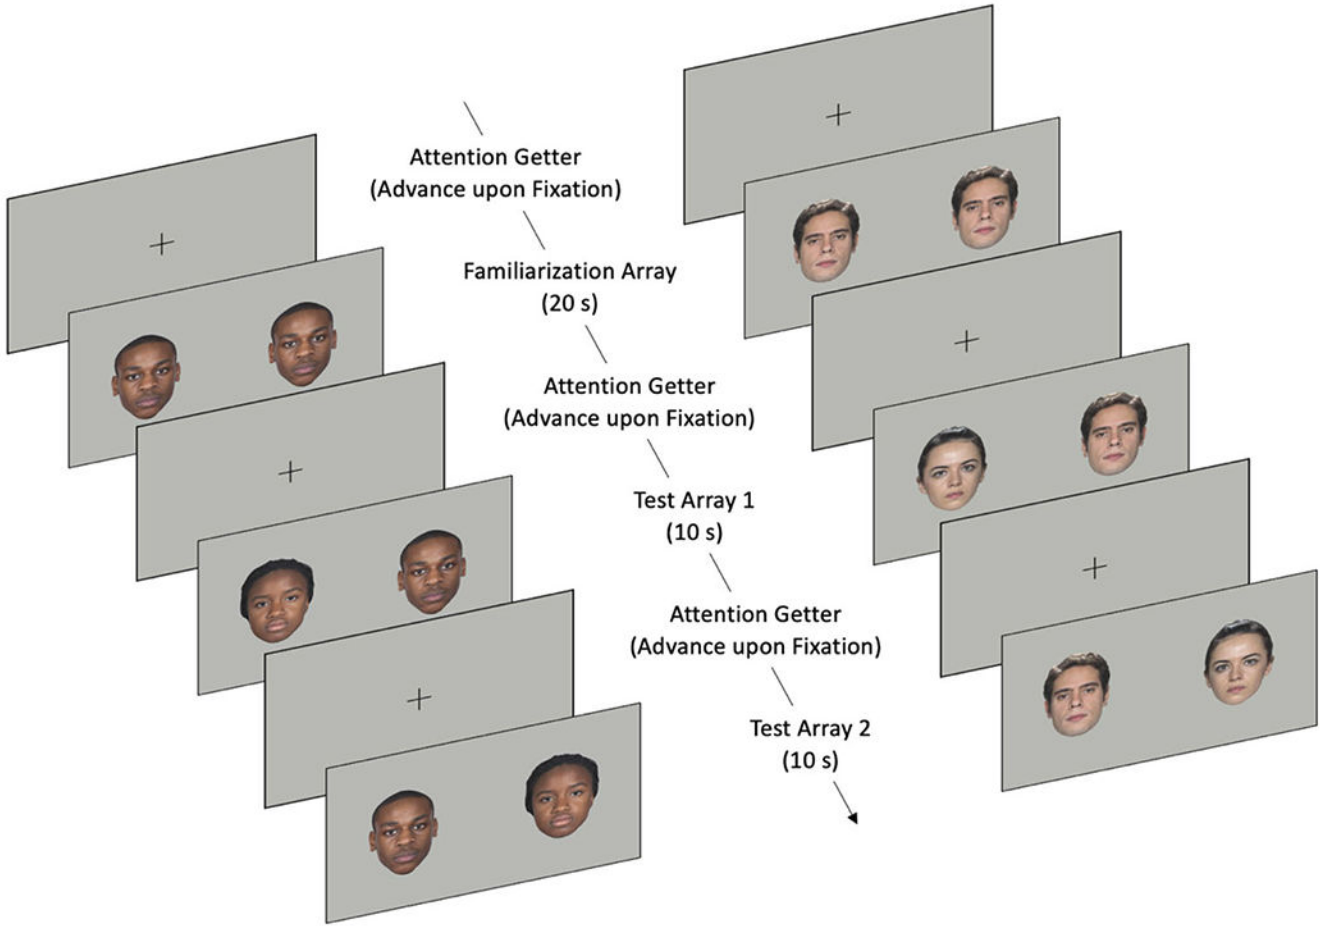 Attention Getter
(Advance upon Fixation)
Familiarization Array
(20 s)
Attention Getter
(Advance upon Fixation)
Test Array 1
(10 s)
Attention Getter
(Advance upon Fixation)
Test Array 2
(10 s)